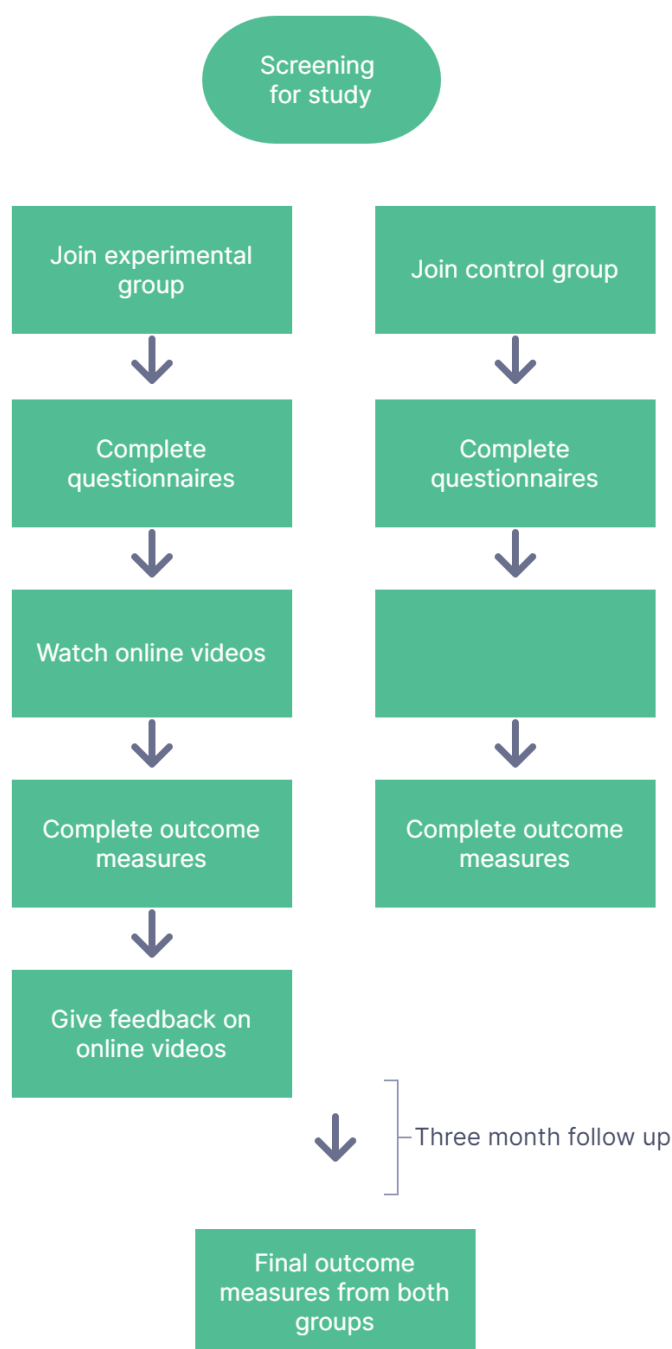 Screening
for study
Join experimental
group
Join control group
Complete
questionnaires
Complete
questionnaires
Watch online videos
Complete outcome
measures
Complete outcome
measures
Give feedback on
online videos
Three month follow up
Final outcome
measures from both
groups